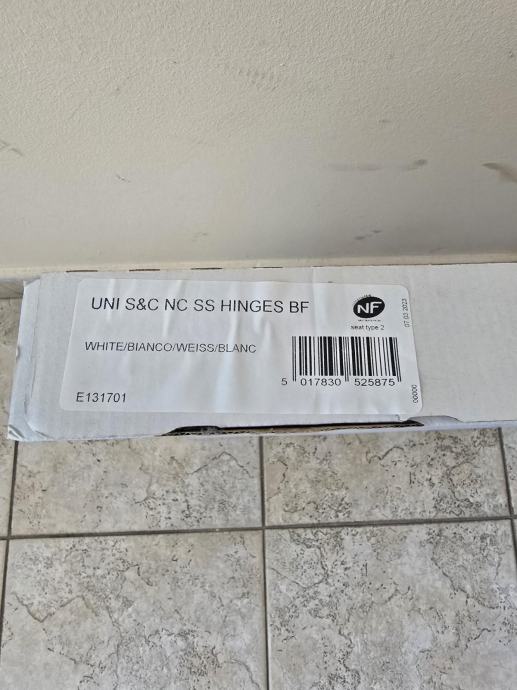 UNI S&C NC SS HINGES BF
NF
seat type 2
WHITE/BIANCO/WEISS/BLANC
5 017830 525875
E131701
07 03 2023
00000